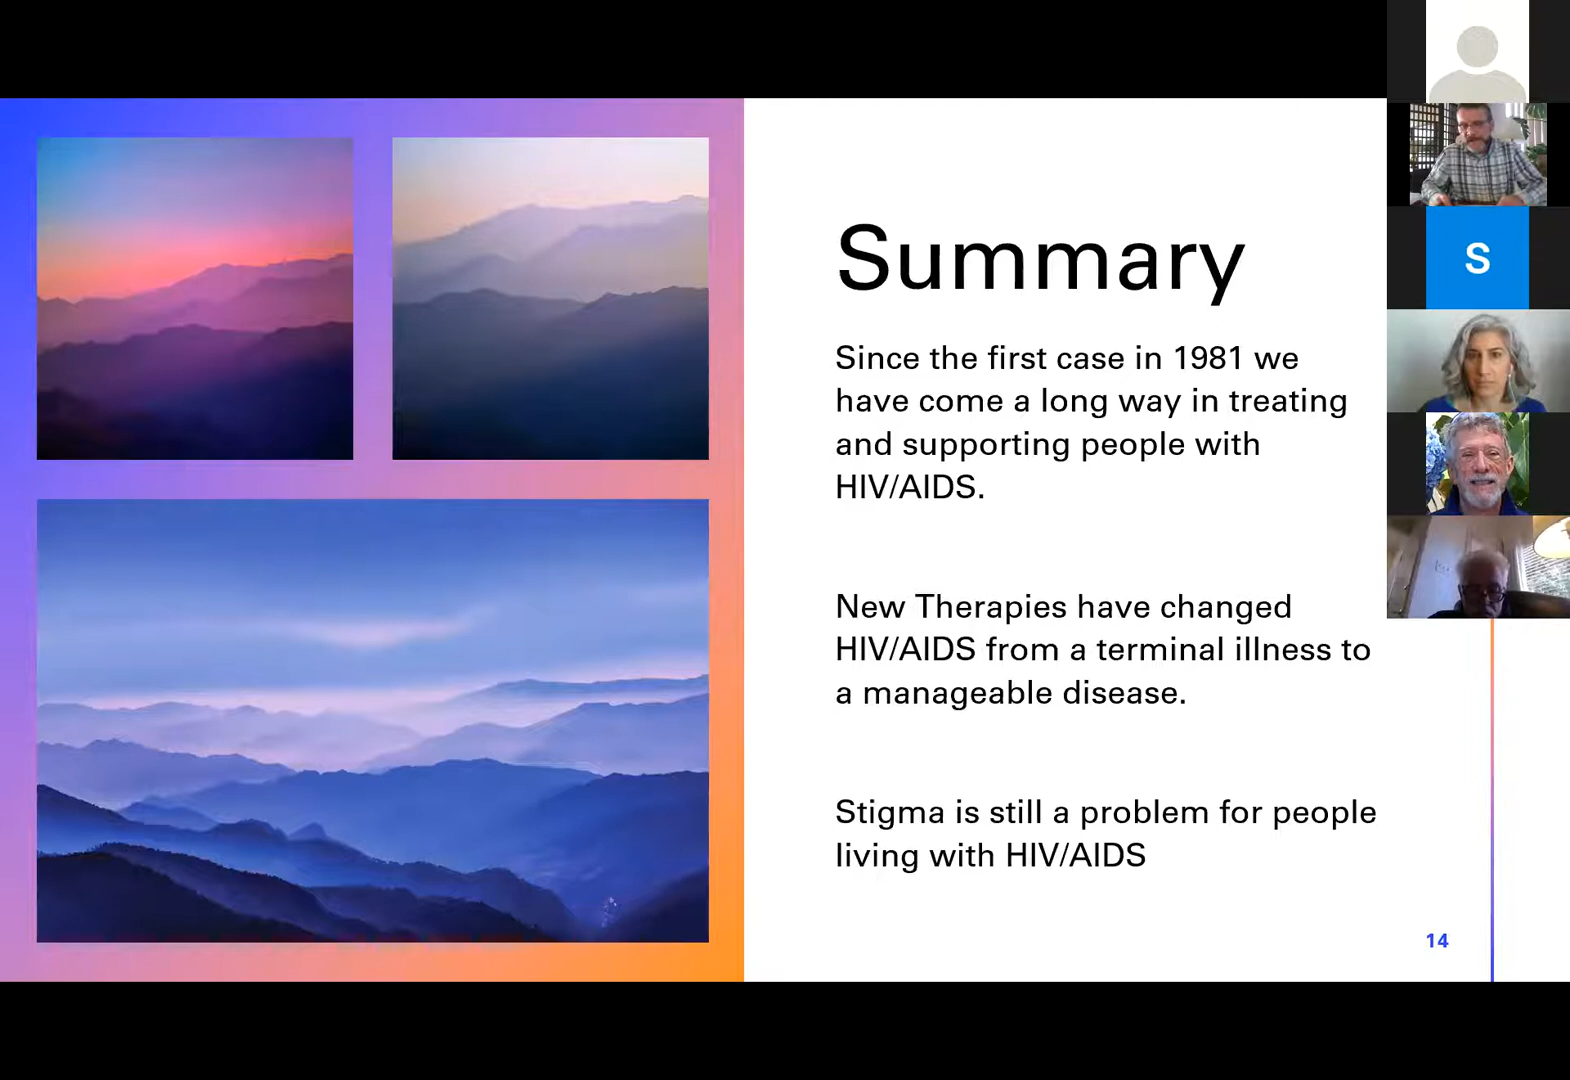 Summary
Since the first case in 1981 we
have come a long way in treating
and supporting people with
HIV/AIDS.
New Therapies have changed
HIV/AIDS from a terminal illness to
a manageable disease.
Stigma is still a problem for people
living with HIV/AIDS
14
S